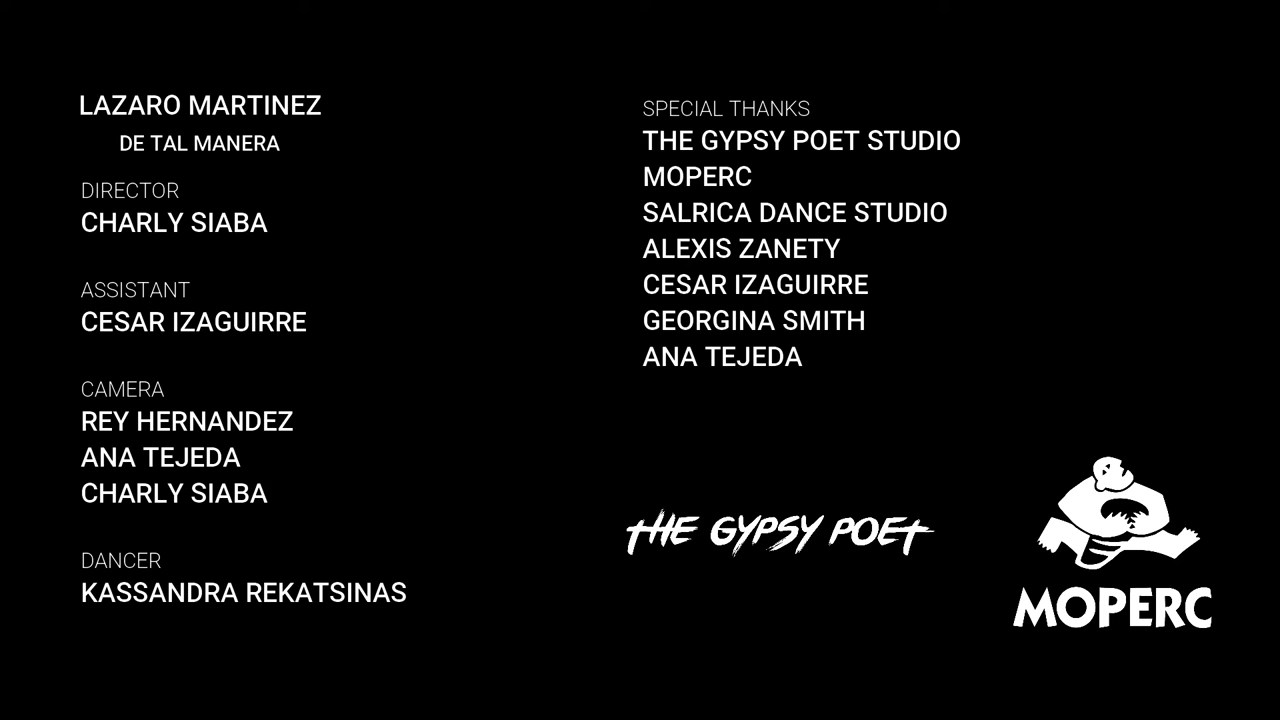 LAZARO MARTINEZ
DE TAL MANERA
DIRECTOR
CHARLY SIABA
ASSISTANT
CESAR IZAGUIRRE
CAMERA
REY HERNANDEZ
ANA TEJEDA
CHARLY SIABA
DANCER
KASSANDRA REKATSINAS
SPECIAL THANKS
THE GYPSY POET STUDIO
MOPERC
SALRICA DANCE STUDIO
ALEXIS ZANETY
CESAR IZAGUIRRE
GEORGINA SMITH
ANA TEJEDA
THE GYPSY POET
MOPERC